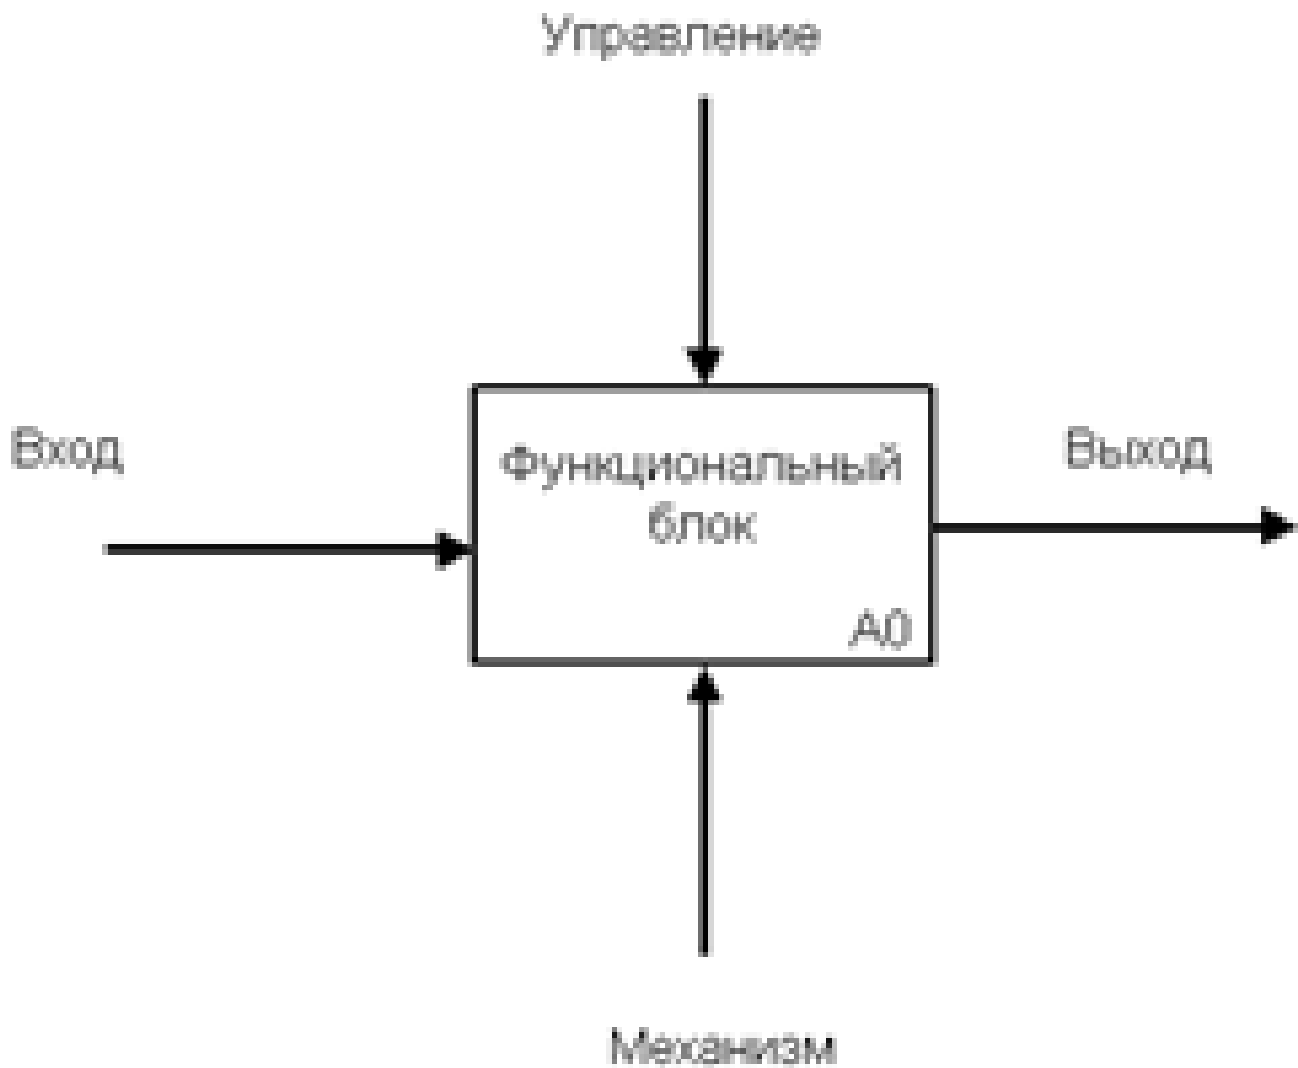 Управление
Вход
Функциональный
блок
Выход
A0
Механизм